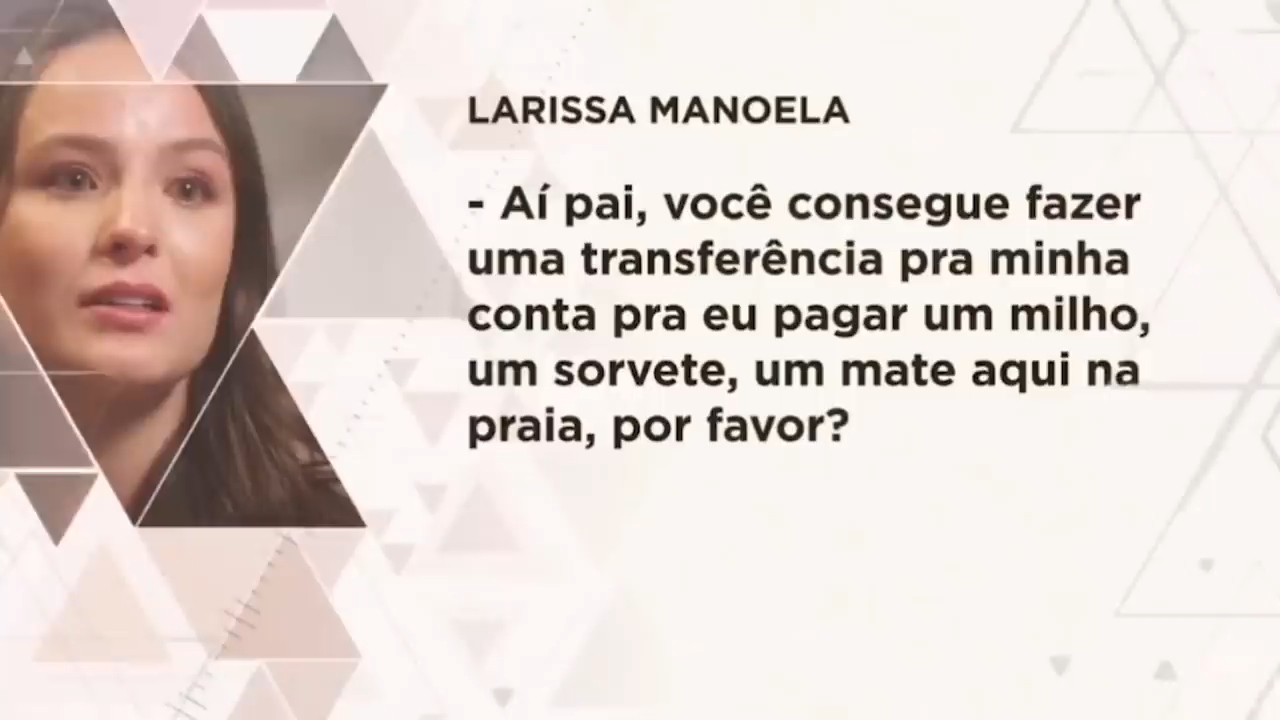 LARISSA MANOELA
- Aí pai, você consegue fazer
uma transferência pra minha
conta pra eu pagar um milho,
um sorvete, um mate aqui na
praia, por favor?